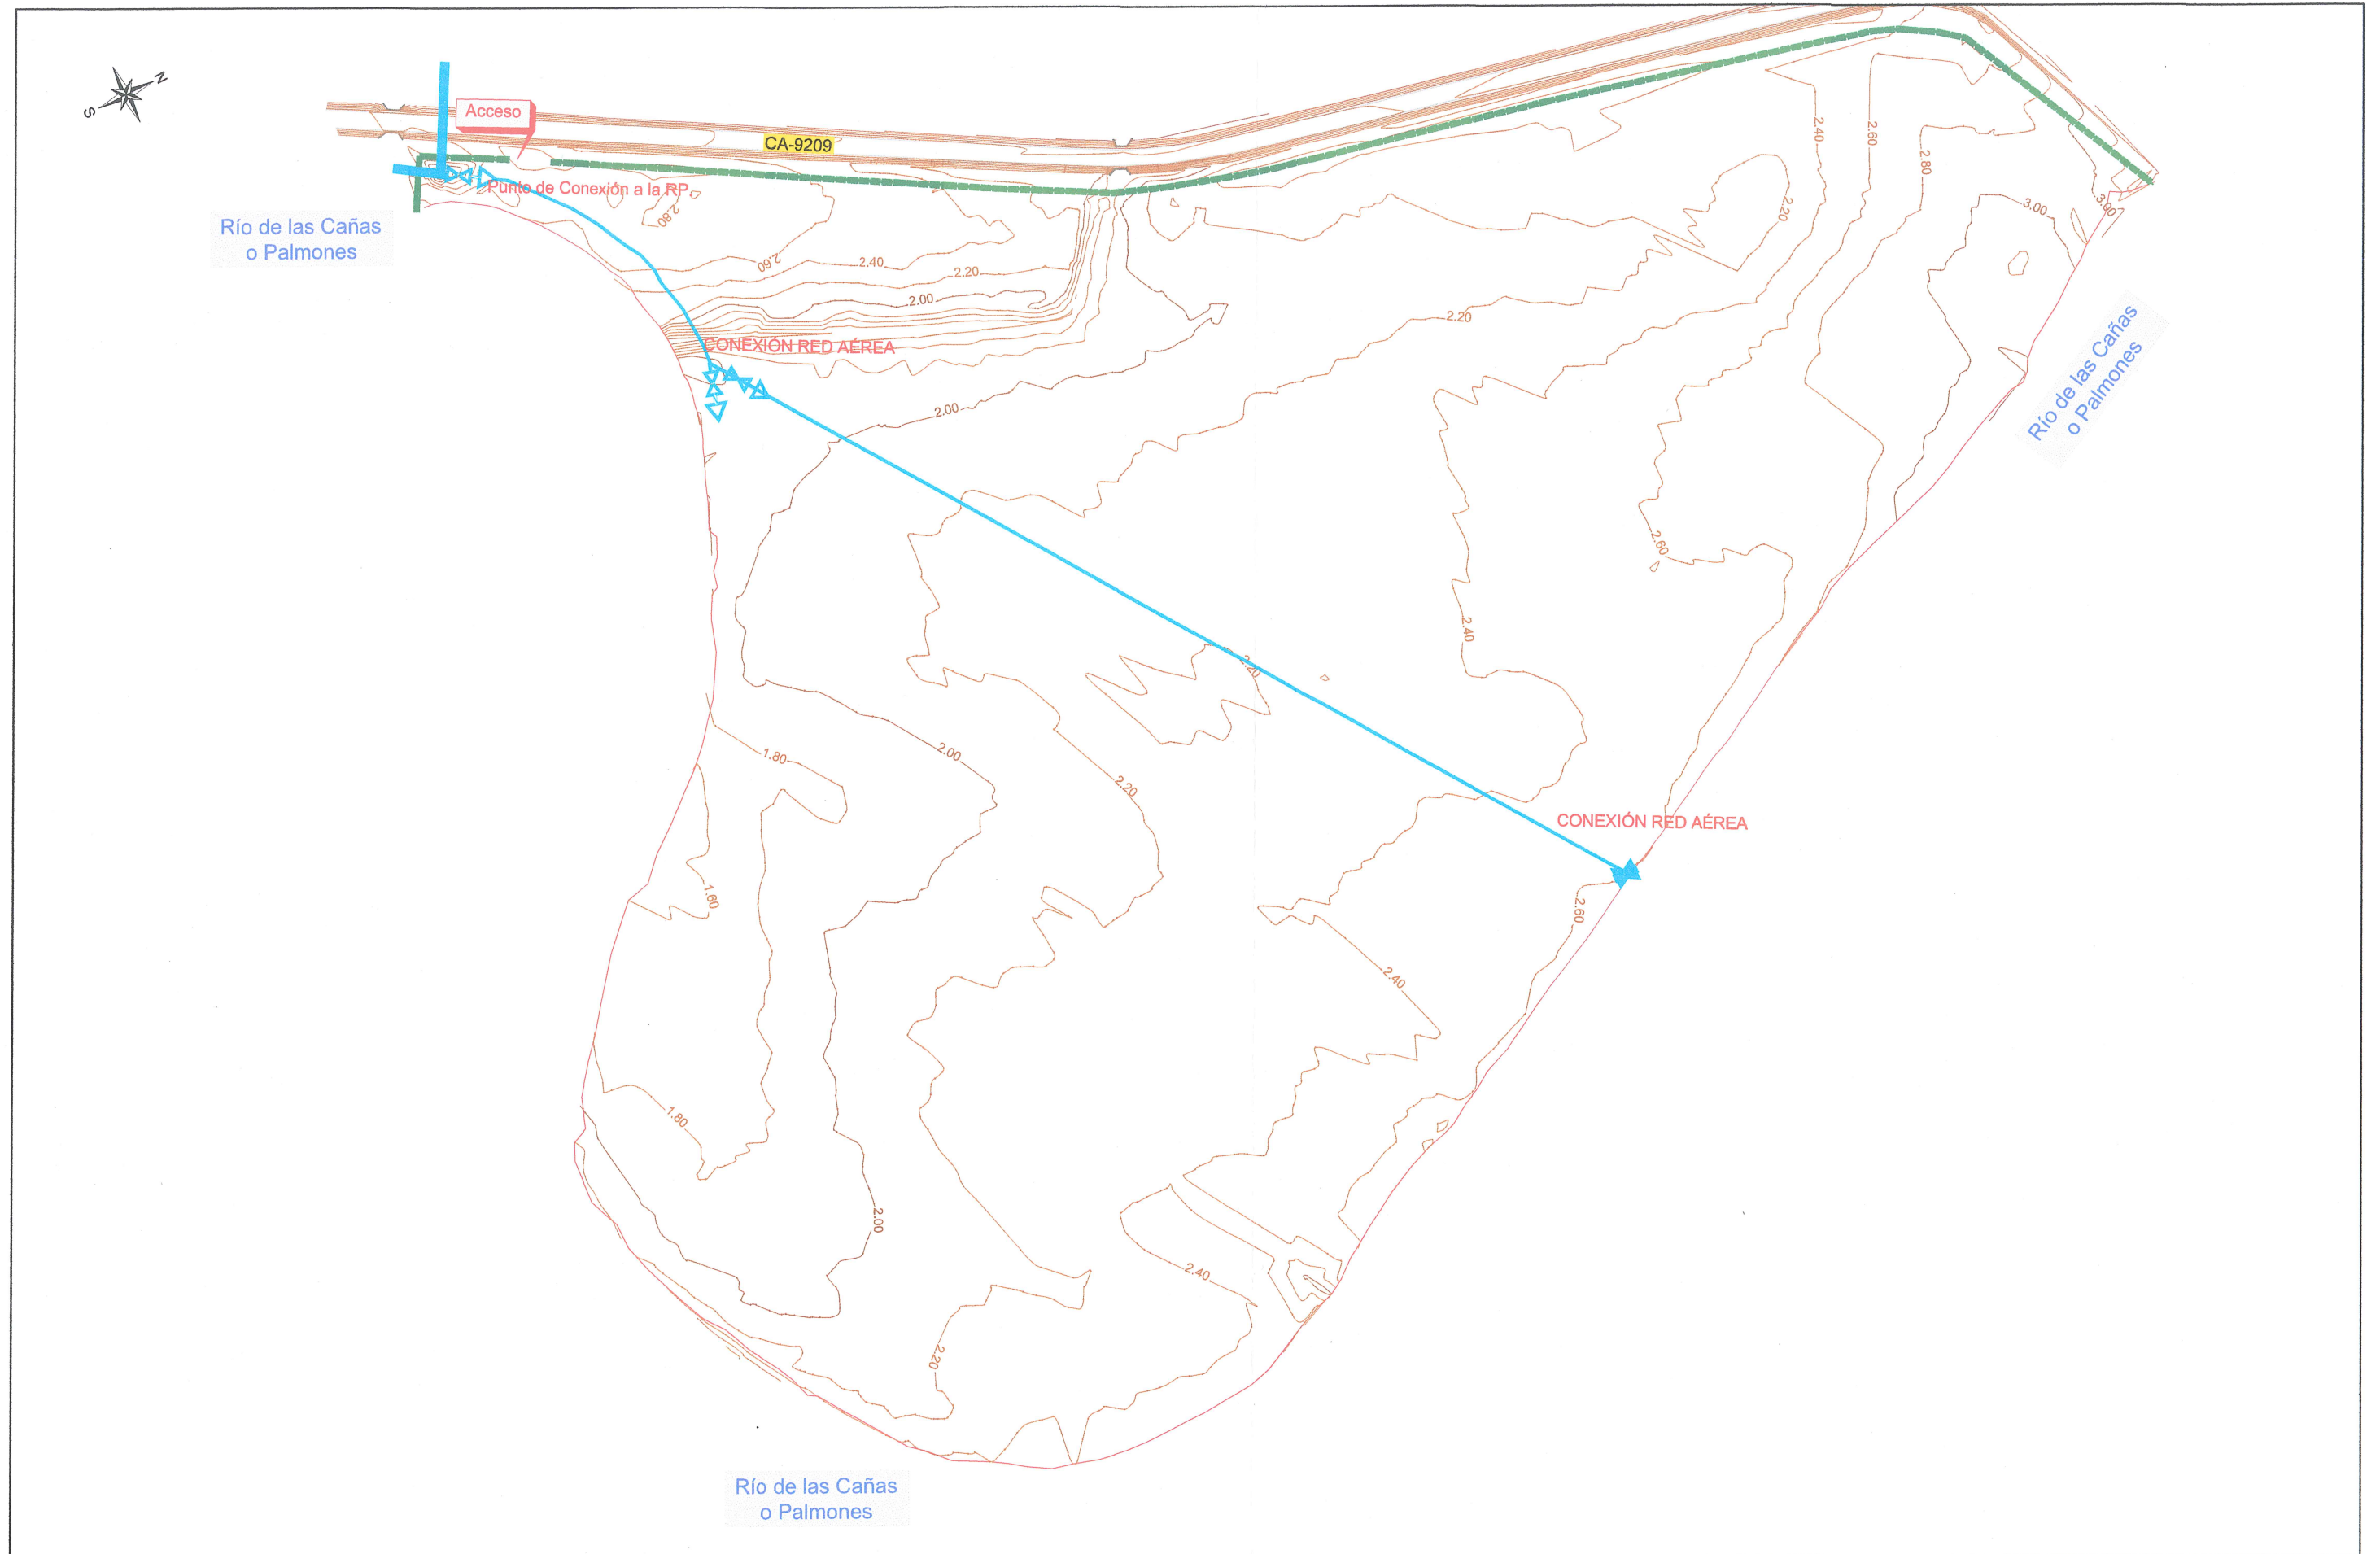 N
S
Acceso
CA-9209
Punto de Conexión a la RP
2.80
Río de las Cañas
o Palmones
2.60
2.40
2.20
2.00
2.40
2.60
2.80
2.20
3.00
3.00
2.20
CONEXIÓN RED AÉREA
2.00
Río de las Cañas
o Palmones
2.60
2.40
2.20
1.80
2.00
2.20
CONEXIÓN RED AÉREA
1.60
2.60
2.40
1.80
2.00
2.40
2.20
Río de las Cañas
o Palmones